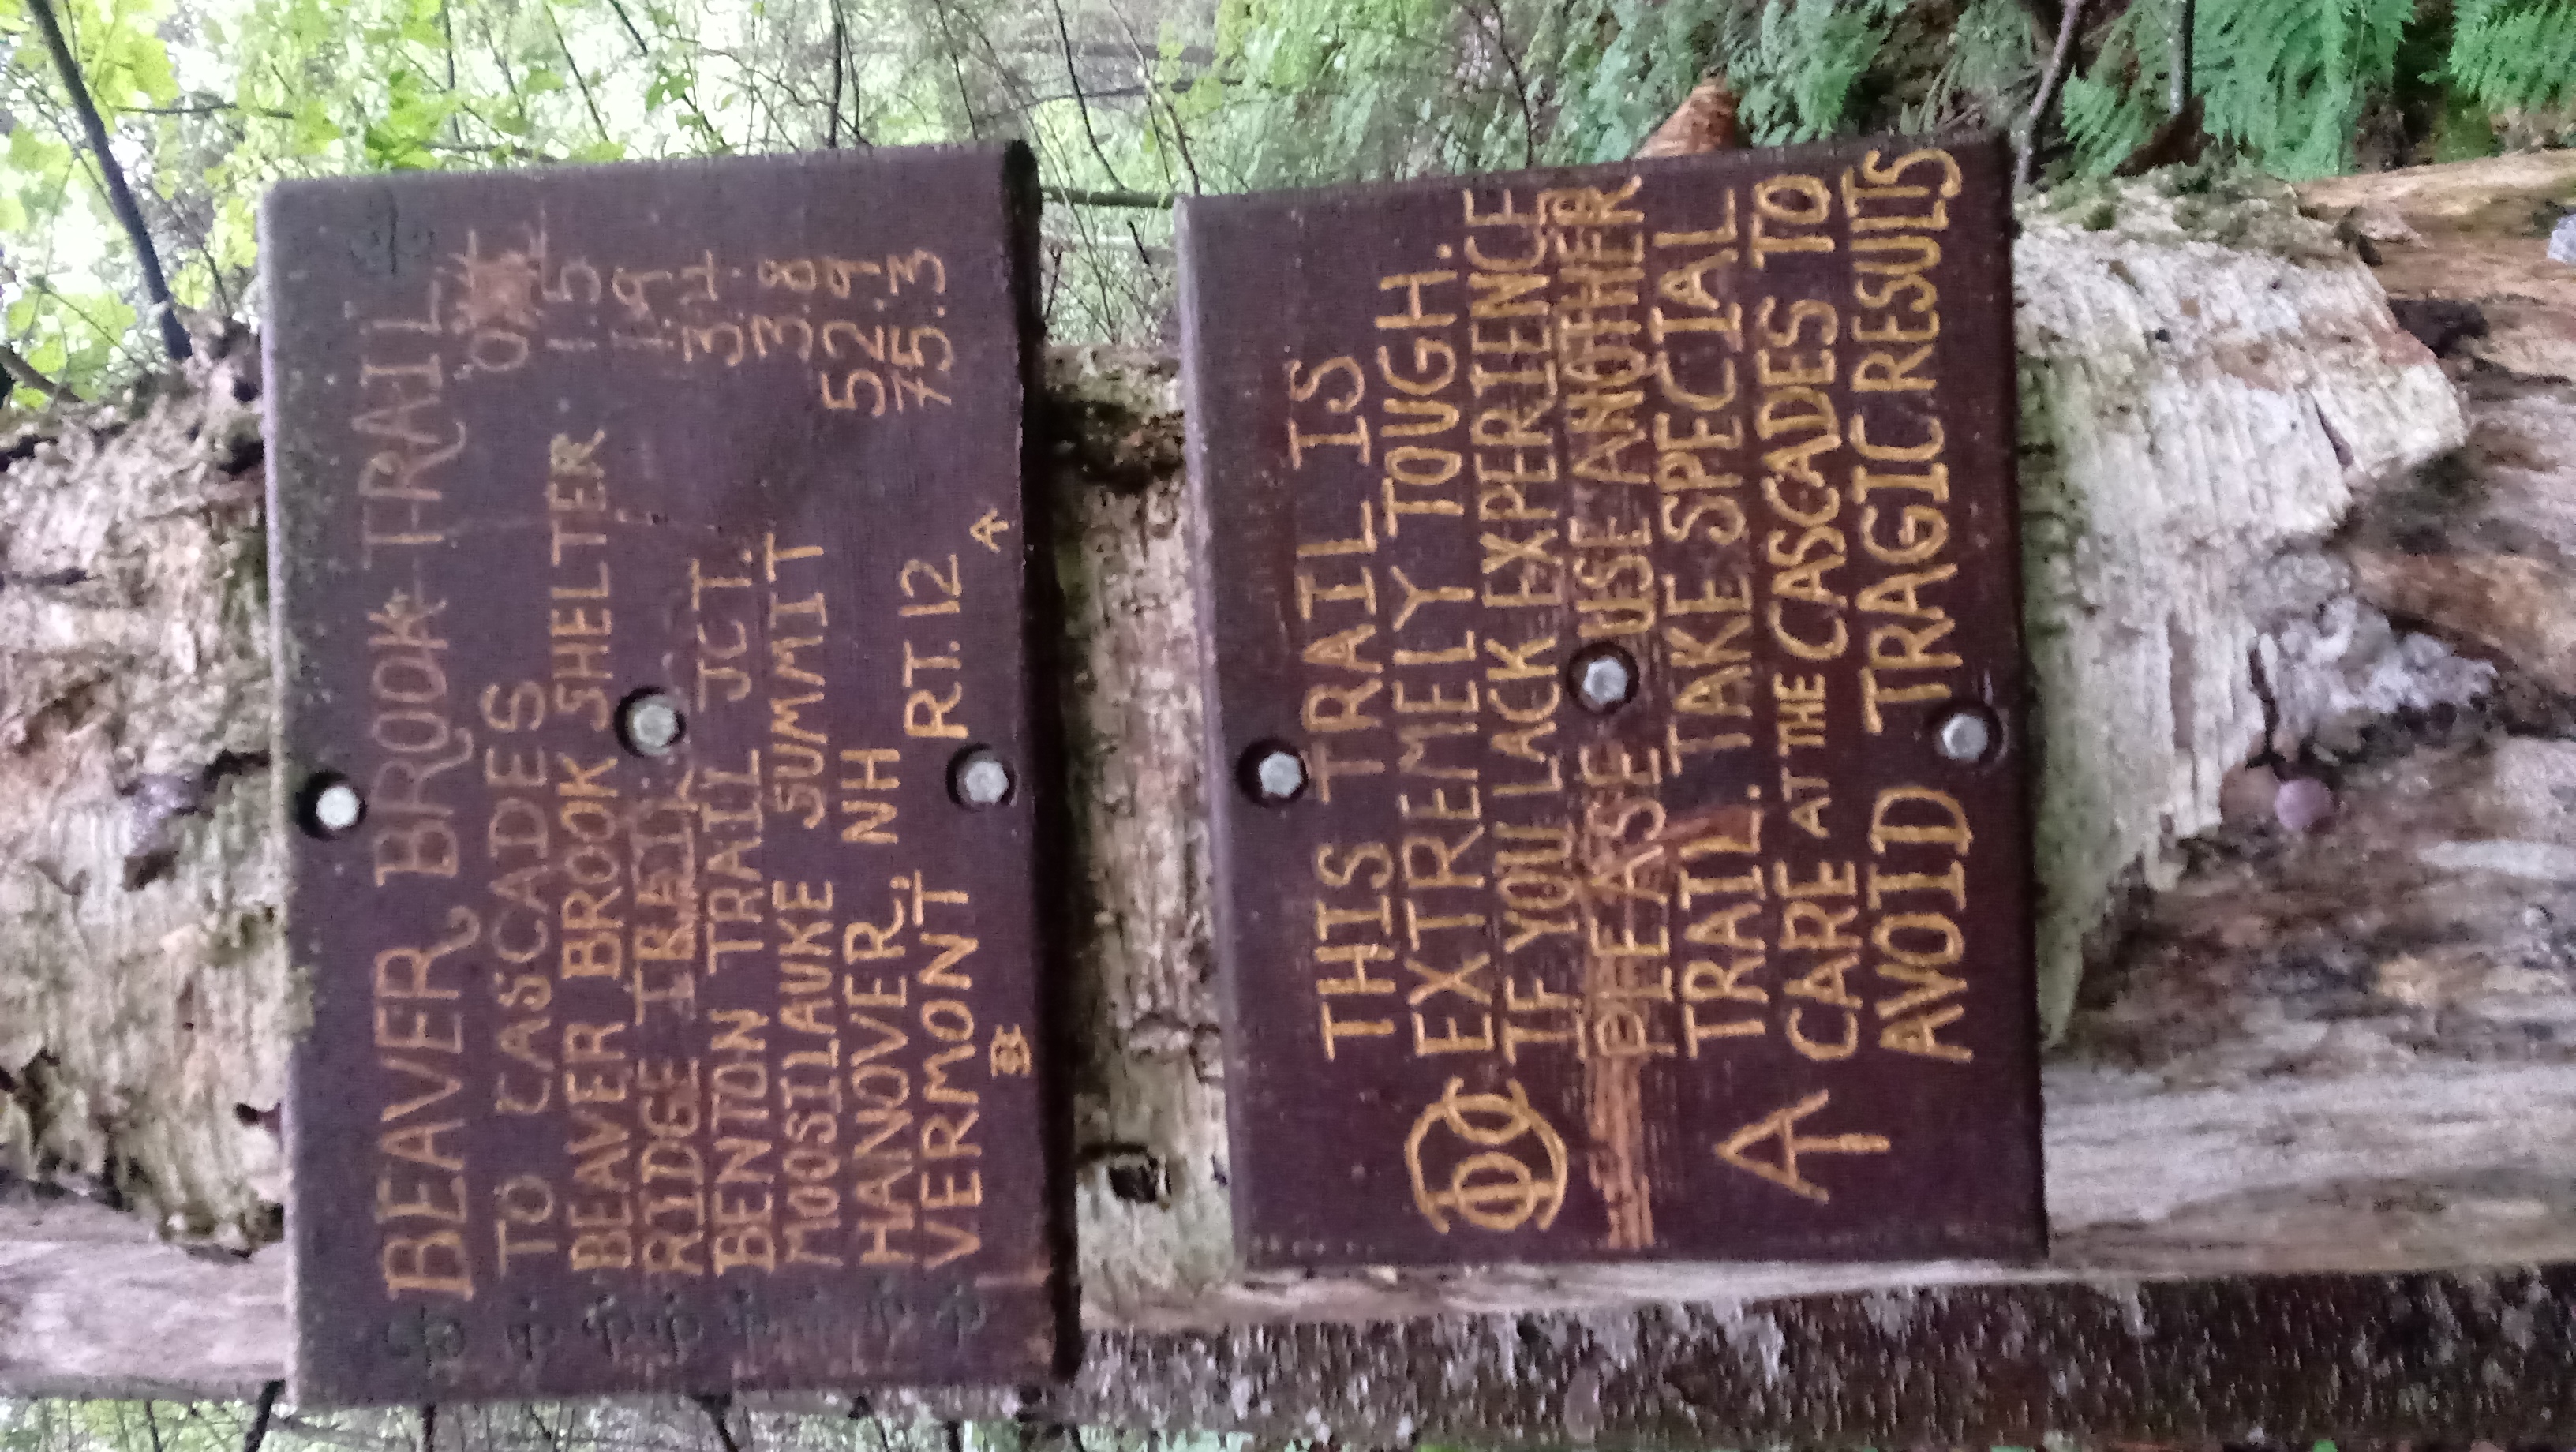 BEAVER BROOK TRAIL
TO CASCADES 0
BEAVER BROOK SHELTER 1.5
RIDGE TRAIL 1.9
BENTON TRAIL JCT. 3.4
MOOSILAUKE SUMMIT 3.8
HANOVER, NH 52.9
VERMONT RT. 12 75.3
THIS TRAIL IS
EXTREMELY TOUGH.
IF YOU LACK EXPERIENCE
PLEASE USE ANOTHER
TRAIL. TAKE SPECIAL
CARE AT THE CASCADES TO
AVOID TRAGIC RESULTS